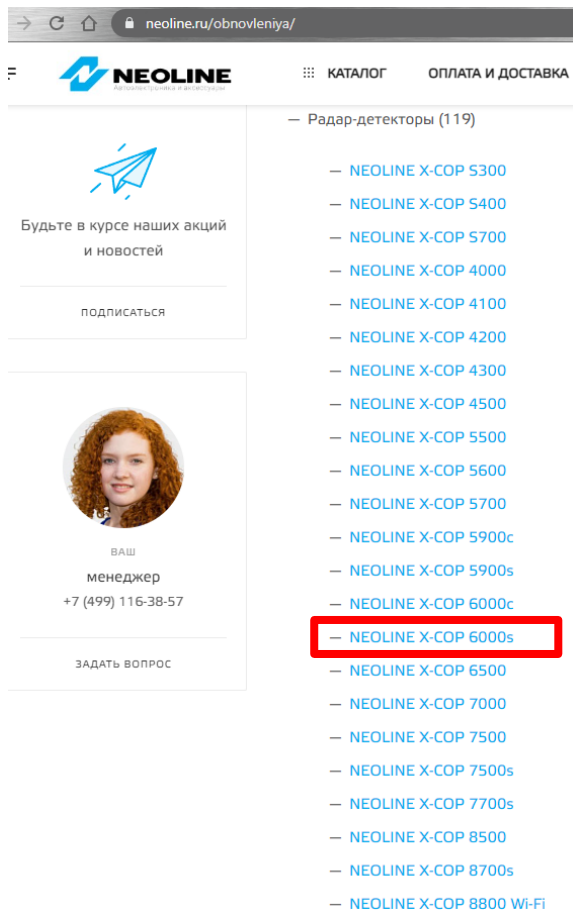 neoline.ru/obnovleniya/
NEOLINE
Автоэлектроника и аксессуары
КАТАЛОГ
ОПЛАТА И ДОСТАВКА
Будьте в курсе наших акций
и новостей
ПОДПИСАТЬСЯ
ВАШ
менеджер
+7 (499) 116-38-57
ЗАДАТЬ ВОПРОС
— Радар-детекторы (119)
— NEOLINE X-COP S300
— NEOLINE X-COP S400
— NEOLINE X-COP S700
— NEOLINE X-COP 4000
— NEOLINE X-COP 4100
— NEOLINE X-COP 4200
— NEOLINE X-COP 4300
— NEOLINE X-COP 4500
— NEOLINE X-COP 5500
— NEOLINE X-COP 5600
— NEOLINE X-COP 5700
— NEOLINE X-COP 5900c
— NEOLINE X-COP 5900s
— NEOLINE X-COP 6000c
— NEOLINE X-COP 6000s
— NEOLINE X-COP 6500
— NEOLINE X-COP 7000
— NEOLINE X-COP 7500
— NEOLINE X-COP 7500s
— NEOLINE X-COP 7700s
— NEOLINE X-COP 8500
— NEOLINE X-COP 8700s
— NEOLINE X-COP 8800 Wi-Fi